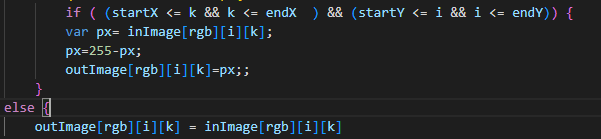 if ( (startX <= k && k <= endX  ) && (startY <= i && i <= endY)) {
var px= inImage[rgb][i][k];
px=255-px;
outImage[rgb][i][k]=px;;
}
else {
outImage[rgb][i][k] = inImage[rgb][i][k]